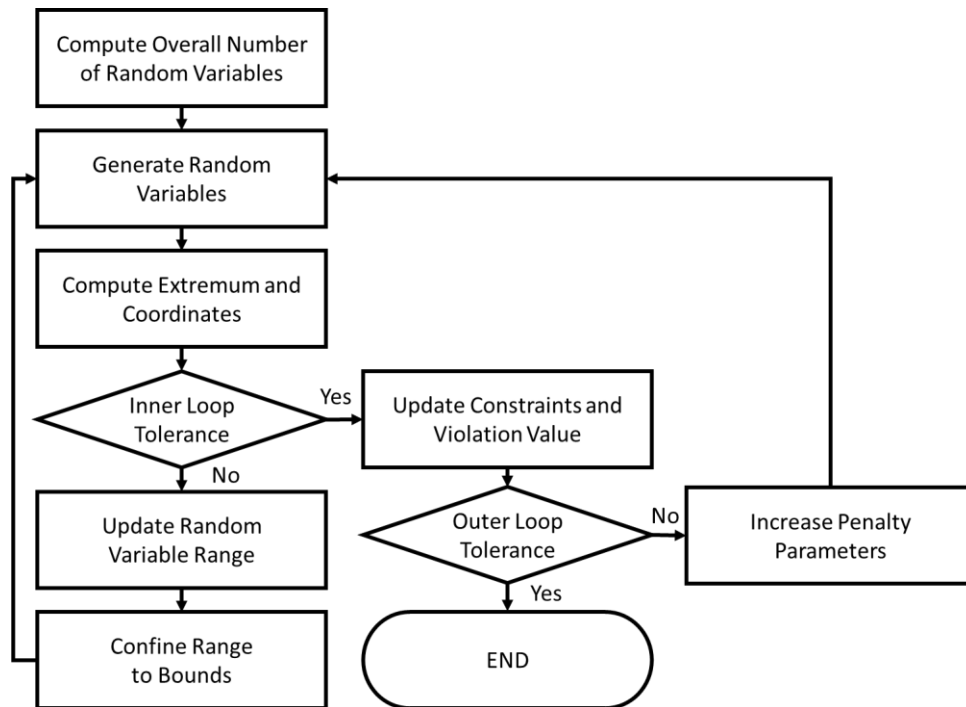 Compute Overall Number
of Random Variables
Generate Random
Variables
Compute Extremum and
Coordinates
Inner Loop
Tolerance
Yes
No
Update Constraints and
Violation Value
Update Random
Variable Range
Outer Loop
Tolerance
No
Yes
Increase Penalty
Parameters
Confine Range
to Bounds
END